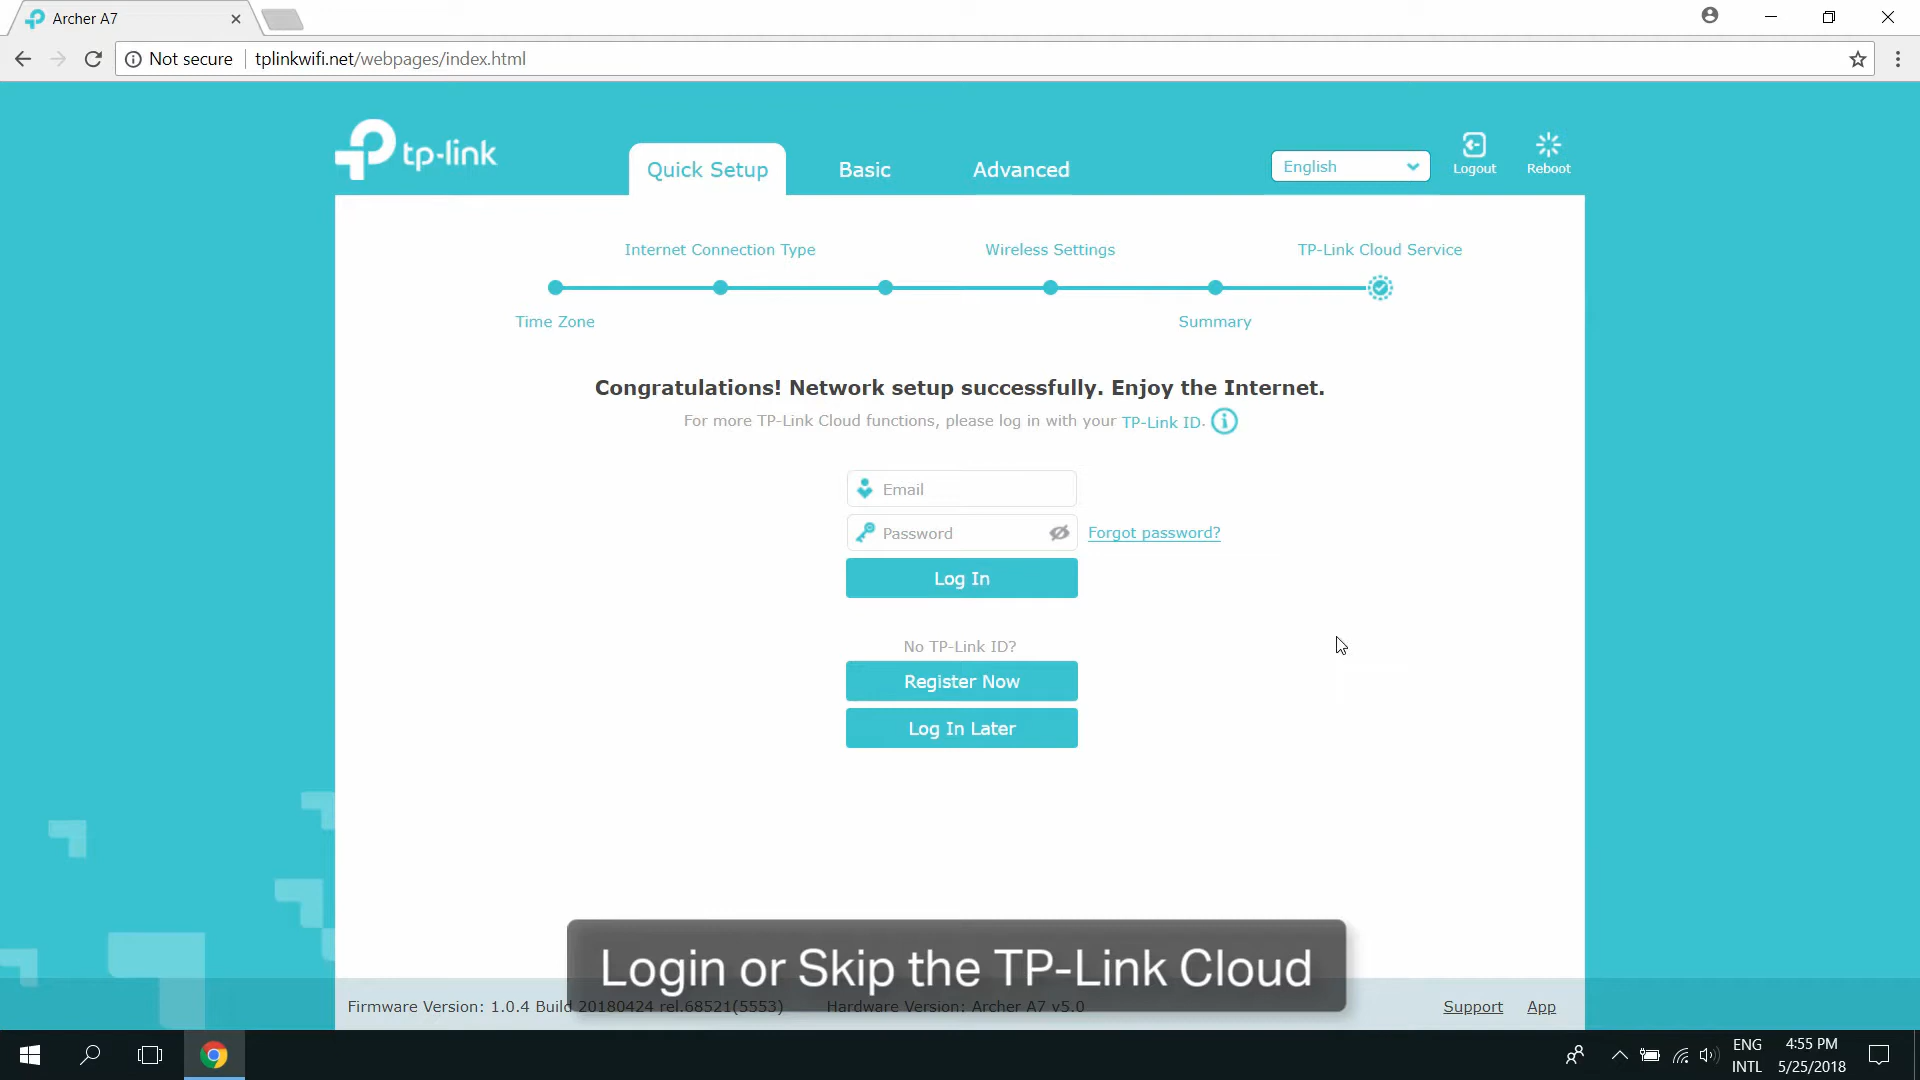 Archer A7
Not secure tplinkwifi.net/webpages/index.html
tp-link
Quick Setup Basic Advanced English Logout Reboot
Internet Connection Type Wireless Settings TP-Link Cloud Service
Time Zone Summary
Congratulations! Network setup successfully. Enjoy the Internet.
For more TP-Link Cloud functions, please log in with your TP-Link ID.
Email
Password Forgot password?
Log In
No TP-Link ID?
Register Now
Log In Later
Login or Skip the TP-Link Cloud
Firmware Version: 1.0.4 Build 20180424 rel.68521(5553) Hardware Version: Archer A7 v5.0 Support App
ENG 4:55 PM
INTL 5/25/2018